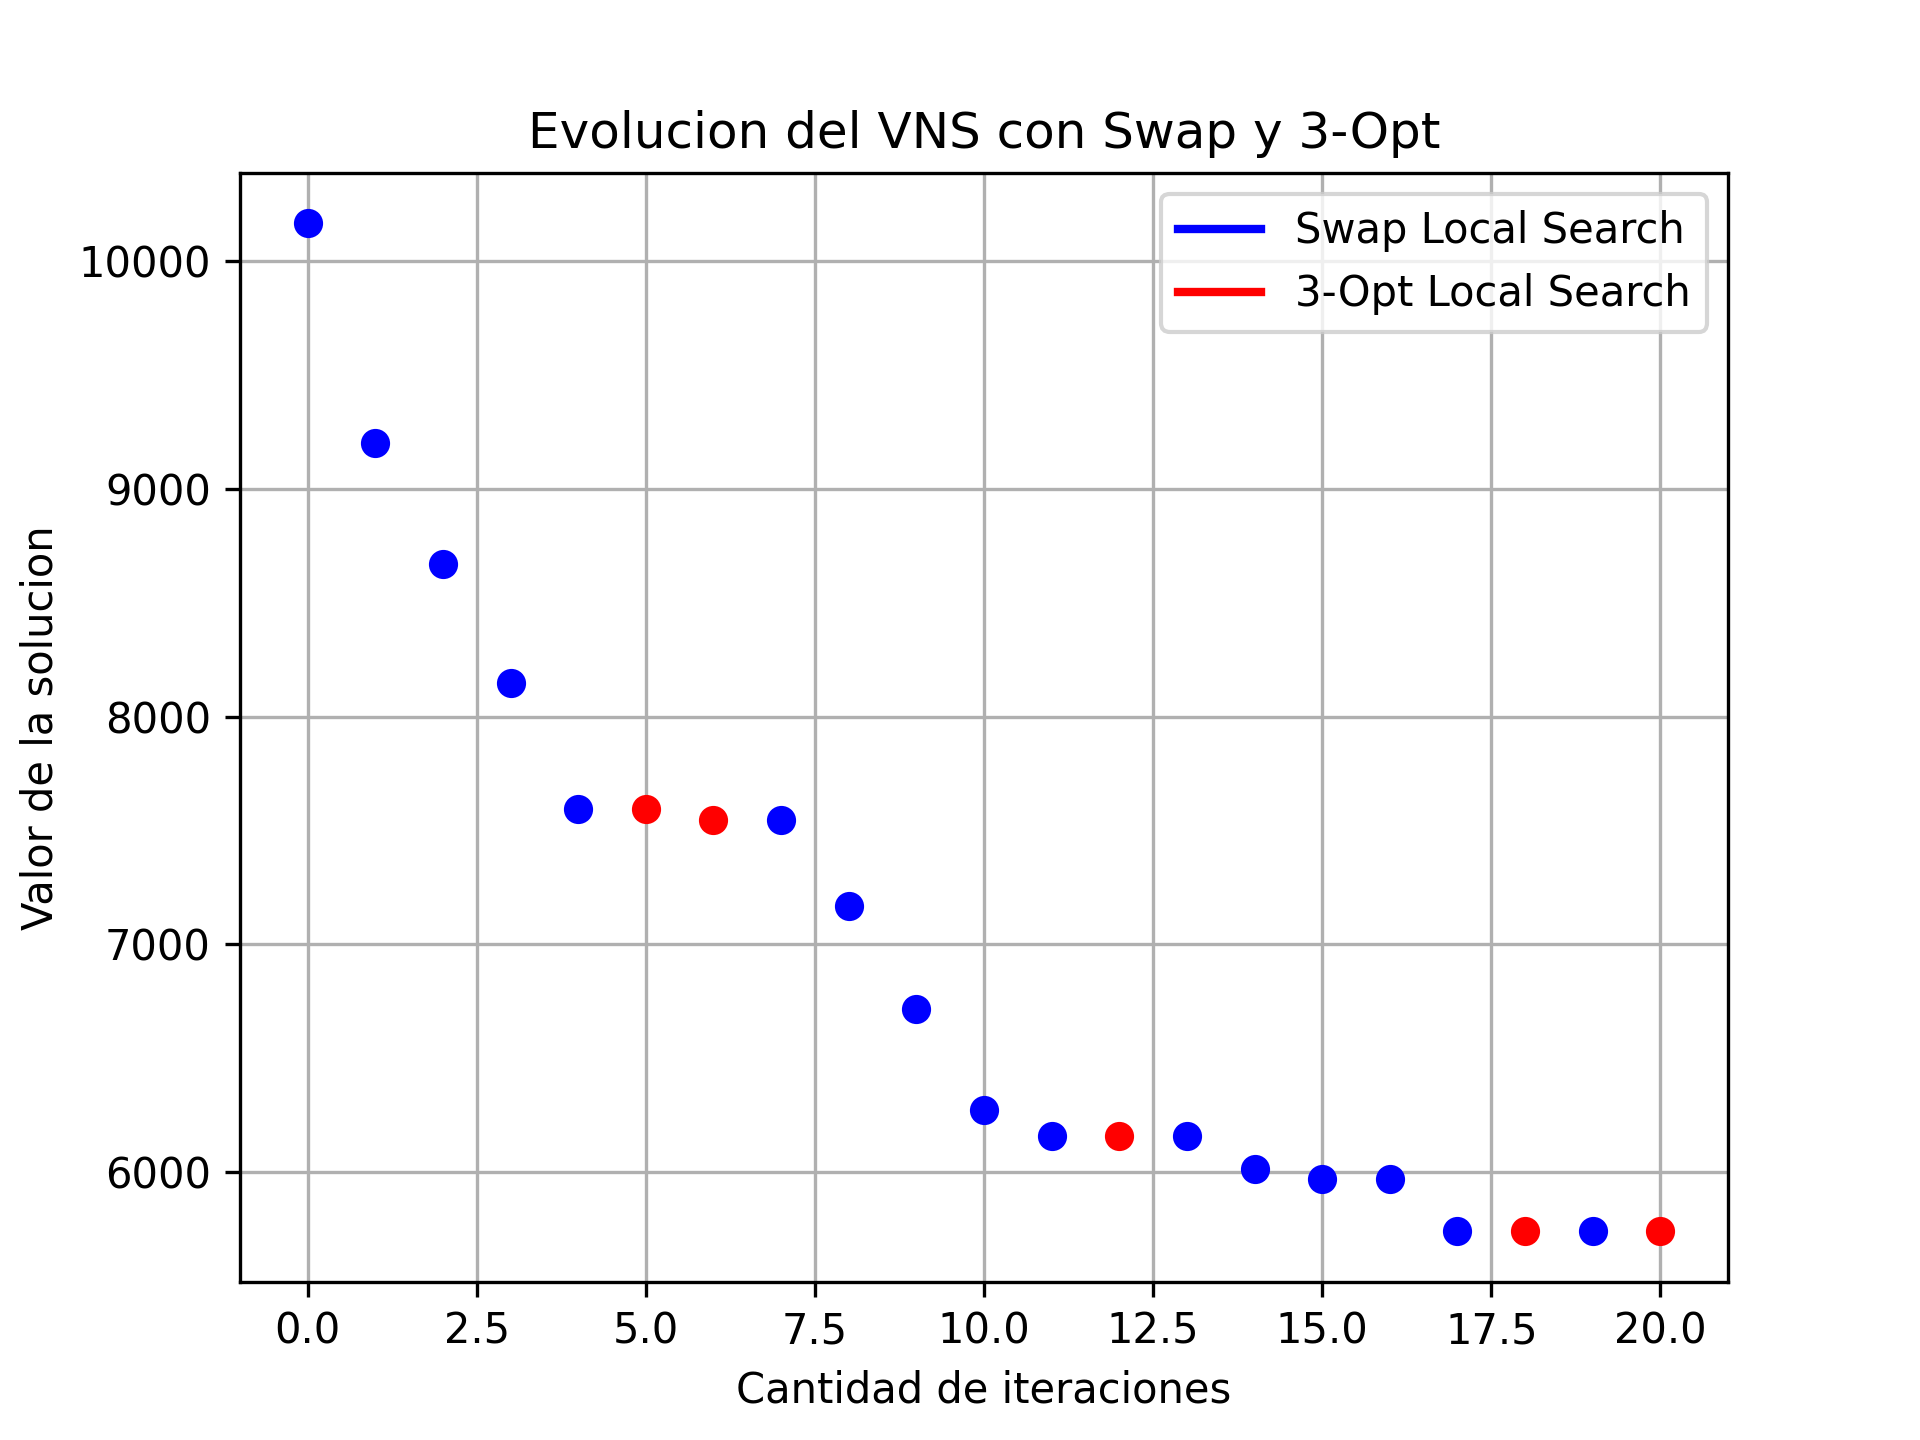 Evolucion del VNS con Swap y 3-Opt
Swap Local Search
3-Opt Local Search
Valor de la solucion
10000
9000
8000
7000
6000
0.0 2.5 5.0 7.5 10.0 12.5 15.0 17.5 20.0
Cantidad de iteraciones